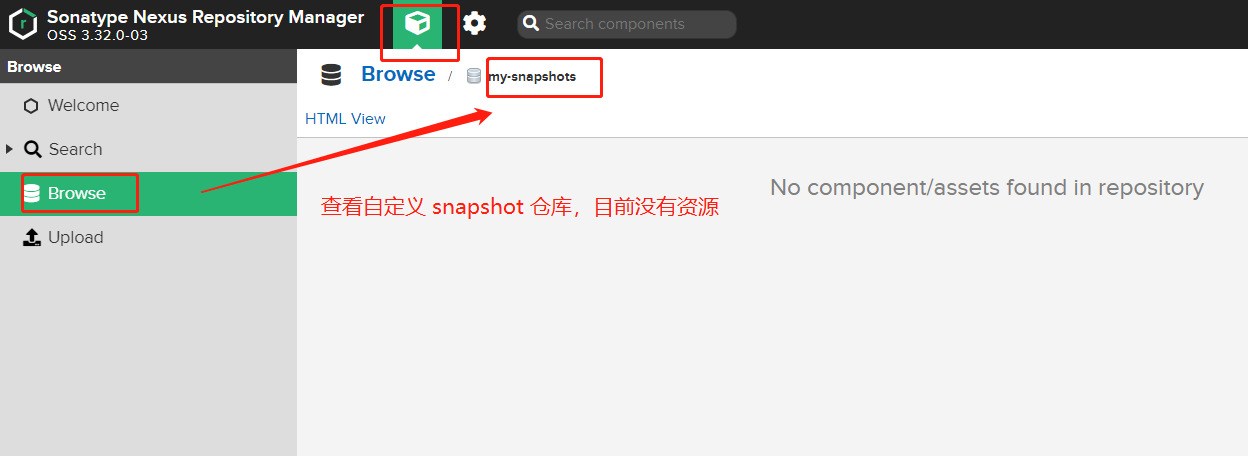 Sonatype Nexus Repository Manager
OSS 3.32.0-03
Search components
Browse
Welcome
Search
Browse
Upload
Browse / my-snapshots
HTML View
No component/assets found in repository
查看自定义 snapshot 仓库，目前没有资源